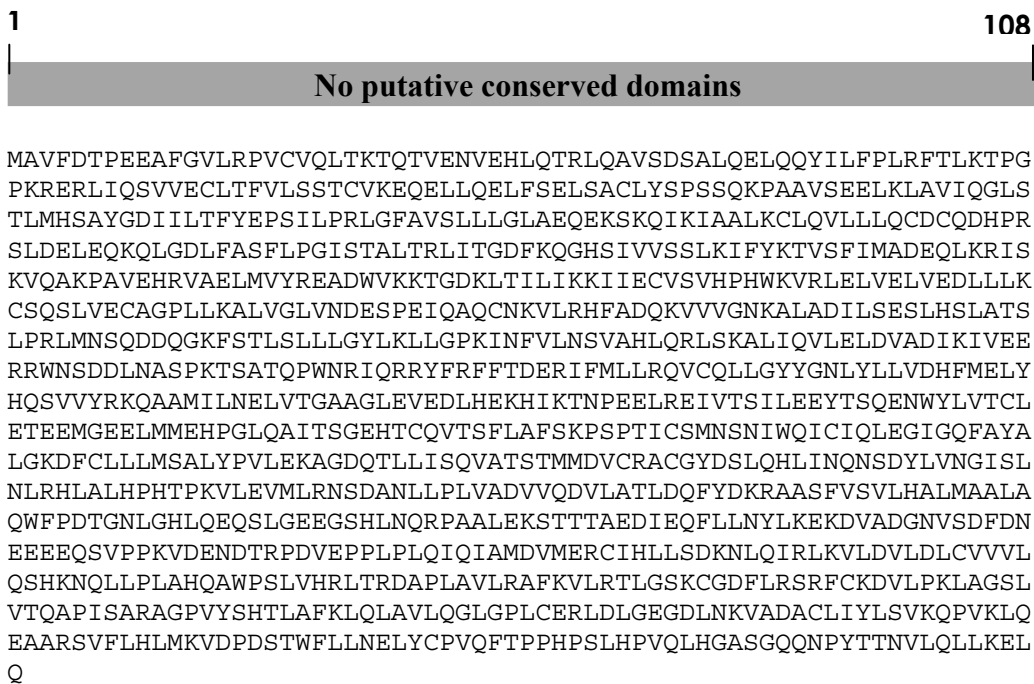 1
108
No putative conserved domains
MAVFDTPEEAFGVLRPVCVQLTKTQTVENVEHLQTRLQAVSDSALQELQQYILFPLRFTLKTPG
PKRERLIQSVVECLTFVLSSTCVKEQELLQELFSELSACLYSPSSQKPAAVSEELKLAVIQGLS
TLMHSAYGDIILTFYEPSILPRLGFAVSLLLGLAEQEKSKQIKIAALKCLQVLLLQCDCQDHPR
SLDELEQKQLGDLFASFLPGISTALTRLITGDFKQGHSIVVSSLKIFYKTVSFIMADEQLKRIS
KVQAKPAVEHRVAELMVYREADWVKKTGDKLTILIKKIIECVSVHPHWKVRLELVELVEDLLLK
CSQSLVECAGPLLKALVGLVNDESPEIQAQCNKVLRHFADQKVVVGNKALADILSESLHSLATS
LPRLMNSQDDQGKFSTLSLLLGYLKLLGPKINFVLNSVAHLQRLSKALIQVLELDVADIKIVEE
RRWNSDDLNASPKTSATQPWNRIQRRYFRFFTDERIFMLLRQVCQLLGYYGNLYLLVDHFMELY
HQSVVYRKQAAMILNELVTGAAGLEVEDLHEKHIKTNPEELREIVTSILEEYTSQENWYLVTCL
ETEEMGEELMMEHPGLQAITSGEHTCQVTSFLAFSKPSPTICSMNSNIWQICIQLEGIGQFAYA
LGKDFCLLLMSALYPVLEKAGDQTLLISQVATSTMMDVCRACGYDSLQHLINQNSDYLVNGISL
NLRHLALHPHTPKVLEVMLRNSDANLLPLVADVVQDVLATLDQFYDKRAASFVSVLHALMAALA
QWFPDTGNLGHLQEQSLGEEGSHLNQRPAALEKSTTTAEDIEQFLLNYLKEKDVADGNVSDFDN
EEEEQSVPPKVDENDTRPDVEPPLPLQIQIAMDVMERCIHLLSDKNLQIRLKVLDVLDLCVVVL
QSHKNQLLPLAHQAWPSLVHRLTRDAPLAVLRAFKVLRTLGSKCGDFLRSRFCKDVLPKLAGSL
VTQAPISARAGPVYSHTLAFKLQLAVLQGLGPLCERLDLGEGDLNKVADACLIYLSVKQPVKLQ
EAARSVFLHLMKVDPDSTWFLLNELYCPVQFTPPHPSLHPVQLHGASGQQNPYTTNVLQLLKEL
Q